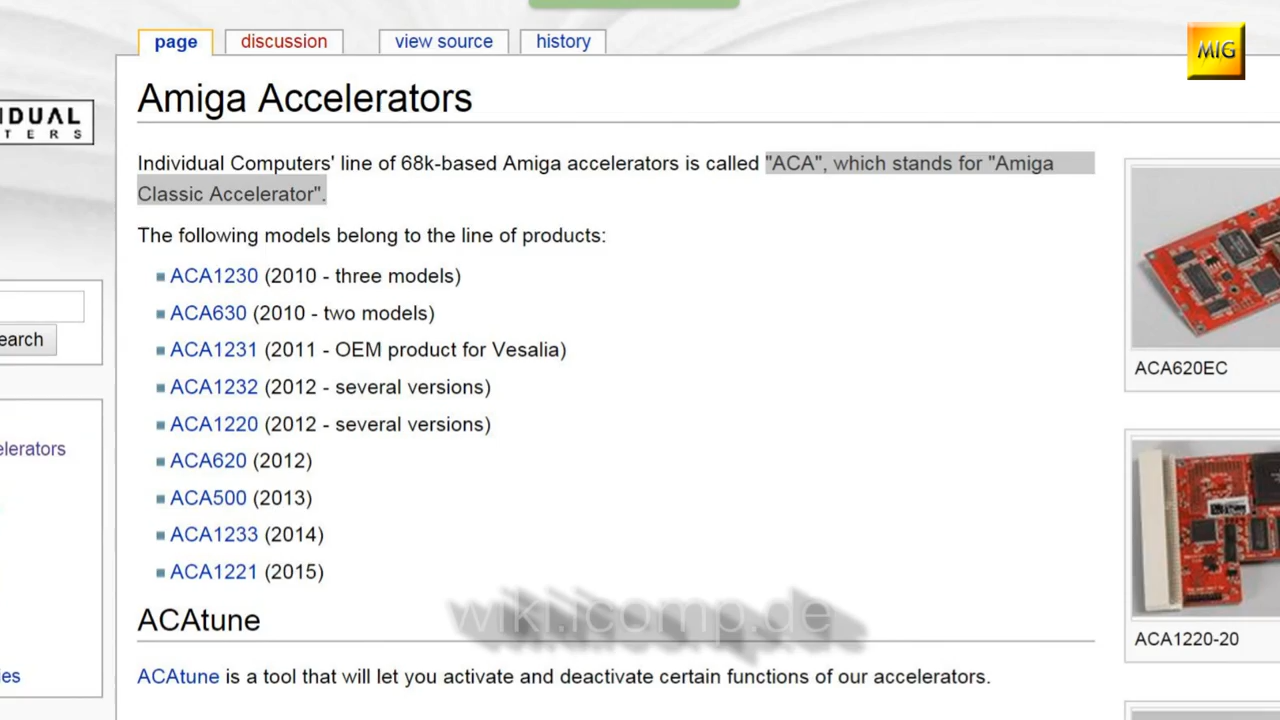 page
discussion
view source
history
MIG
IDUAL
TERS
Amiga Accelerators
Individual Computers' line of 68k-based Amiga accelerators is called "ACA", which stands for "Amiga
Classic Accelerator".
The following models belong to the line of products:
ACA1230 (2010 - three models)
ACA630 (2010 - two models)
ACA1231 (2011 - OEM product for Vesalia)
ACA1232 (2012 - several versions)
ACA1220 (2012 - several versions)
ACA620 (2012)
ACA500 (2013)
ACA1233 (2014)
ACA1221 (2015)
earch
elerators
ies
ACA620EC
ACA1220-20
ACAtune
wiki.icomp.de
ACAtune is a tool that will let you activate and deactivate certain functions of our accelerators.